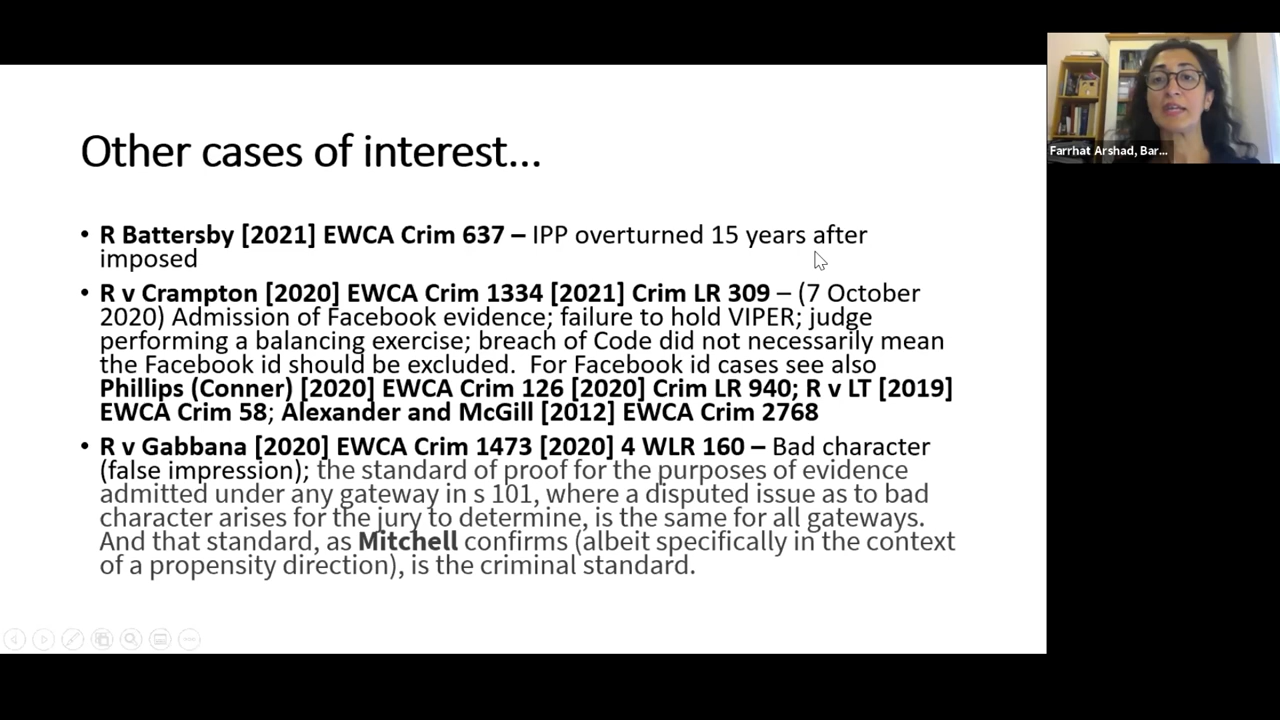 Other cases of interest...
• R Battersby [2021] EWCA Crim 637 – IPP overturned 15 years after
imposed
• R v Crampton [2020] EWCA Crim 1334 [2021] Crim LR 309 – (7 October
2020) Admission of Facebook evidence; failure to hold VIPER; judge
performing a balancing exercise; breach of Code did not necessarily mean
the Facebook id should be excluded.  For Facebook id cases see also
Phillips (Conner) [2020] EWCA Crim 126 [2020] Crim LR 940; R v LT [2019]
EWCA Crim 58; Alexander and McGill [2012] EWCA Crim 2768
• R v Gabbana [2020] EWCA Crim 1473 [2020] 4 WLR 160 – Bad character
(false impression); the standard of proof for the purposes of evidence
admitted under any gateway in s 101, where a disputed issue as to bad
character arises for the jury to determine, is the same for all gateways.
And that standard, as Mitchell confirms (albeit specifically in the context
of a propensity direction), is the criminal standard.
Farrhat Arshad, Bar...